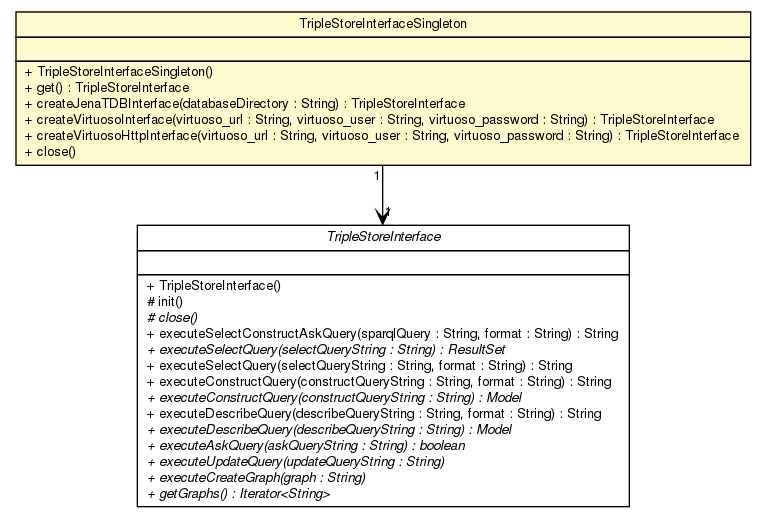 TripleStoreInterfaceSingleton
+ TripleStoreInterfaceSingleton()
+ get() : TripleStoreInterface
+ createJenaTDBInterface(databaseDirectory : String) : TripleStoreInterface
+ createVirtuosoInterface(virtuoso_url : String, virtuoso_user : String, virtuoso_password : String) : TripleStoreInterface
+ createVirtuosoHttpInterface(virtuoso_url : String, virtuoso_user : String, virtuoso_password : String) : TripleStoreInterface
+ close()
1
1
TripleStoreInterface
+ TripleStoreInterface()
# init()
# close()
+ executeSelectConstructAskQuery(sparqlQuery : String, format : String) : String
+ executeSelectQuery(selectQueryString : String) : ResultSet
+ executeSelectQuery(selectQueryString : String, format : String) : String
+ executeConstructQuery(constructQueryString : String, format : String) : String
+ executeConstructQuery(constructQueryString : String) : Model
+ executeDescribeQuery(describeQueryString : String, format : String) : String
+ executeDescribeQuery(describeQueryString : String) : Model
+ executeAskQuery(askQueryString : String) : boolean
+ executeUpdateQuery(updateQueryString : String)
+ executeCreateGraph(graph : String)
+ getGraphs() : Iterator<String>